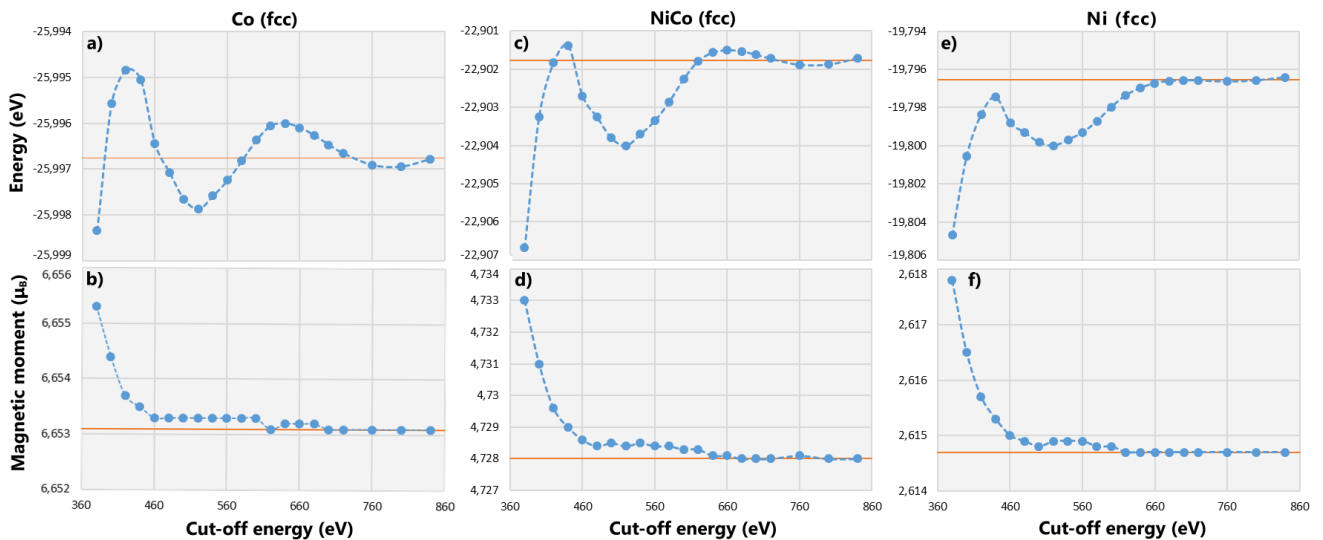 Co (fcc)
NiCo (fcc)
Ni (fcc)
Energy (eV)
a)
-25,994
-25,995
-25,996
-25,997
-25,998
-25,999
c)
-22,901
-22,902
-22,903
-22,904
-22,905
-22,906
-22,907
e)
-19,794
-19,796
-19,798
-19,800
-19,802
-19,804
-19,806
Magnetic moment (μB)
b)
6,656
6,655
6,654
6,653
6,652
360 460 560 660 760 860
Cut-off energy (eV)
d)
4,734
4,733
4,732
4,731
4,73
4,729
4,728
4,727
360 460 560 660 760 860
Cut-off energy (eV)
f)
2,618
2,617
2,616
2,615
2,614
360 460 560 660 760 860
Cut-off energy (eV)